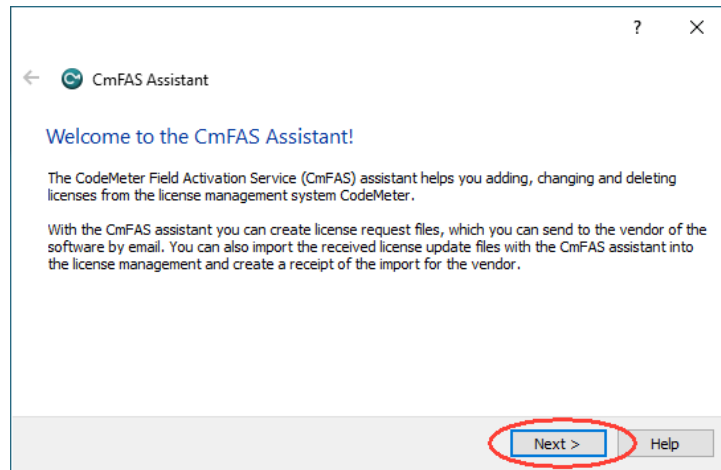 ?
CmFAS Assistant
Welcome to the CmFAS Assistant!
The CodeMeter Field Activation Service (CmFAS) assistant helps you adding, changing and deleting
licenses from the license management system CodeMeter.
With the CmFAS assistant you can create license request files, which you can send to the vendor of the
software by email. You can also import the received license update files with the CmFAS assistant into
the license management and create a receipt of the import for the vendor.
Next > Help